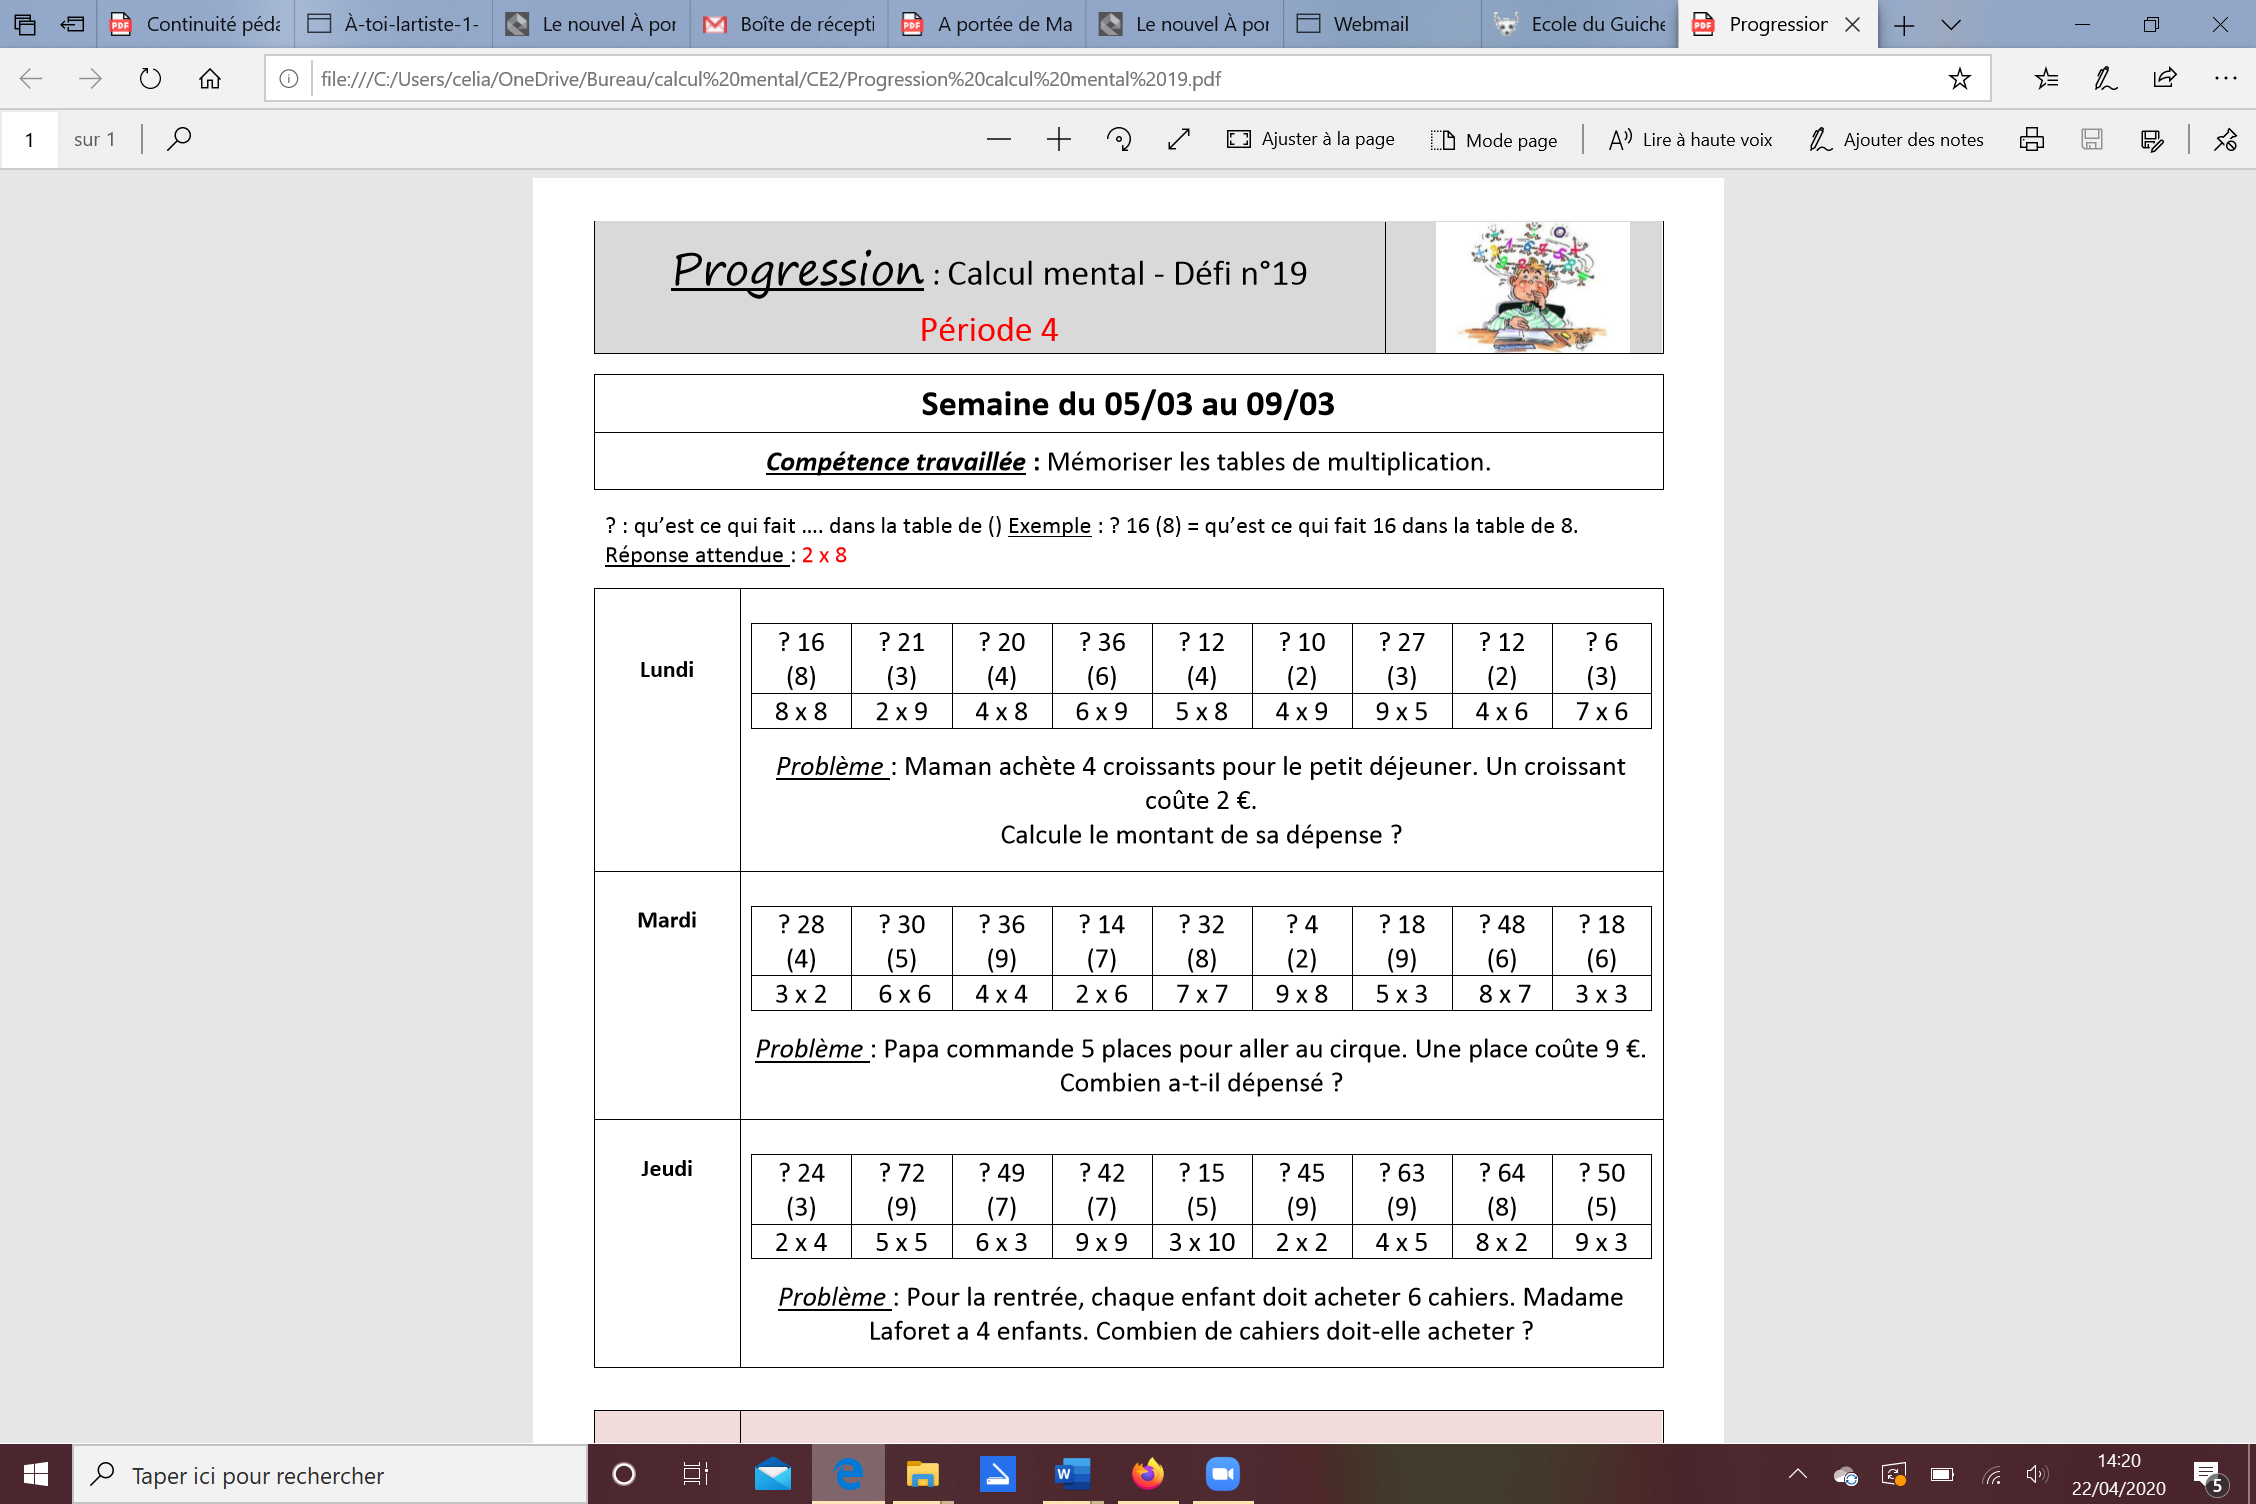 Continuité péda
À-toi-lartiste-1-
Le nouvel À por
Boîte de récepti
A portée de Ma
Le nouvel À por
Webmail
Ecole du Guiche
Progression
file:///C:/Users/celia/OneDrive/Bureau/calcul%20mental/CE2/Progression%20calcul%20mental%2019.pdf
1 sur 1
Ajuster à la page
Mode page
Lire à haute voix
Ajouter des notes
Progression : Calcul mental - Défi n°19
Période 4
Semaine du 05/03 au 09/03
Compétence travaillée : Mémoriser les tables de multiplication.
? : qu’est ce qui fait .... dans la table de () Exemple : ? 16 (8) = qu’est ce qui fait 16 dans la table de 8.
Réponse attendue : 2 x 8
Lundi
? 16 ? 21 ? 20 ? 36 ? 12 ? 10 ? 27 ? 12 ? 6
(8) (3) (4) (6) (4) (2) (3) (2) (3)
8 x 8 2 x 9 4 x 8 6 x 9 5 x 8 4 x 9 9 x 5 4 x 6 7 x 6
Problème : Maman achète 4 croissants pour le petit déjeuner. Un croissant
coûte 2 €.
Calcule le montant de sa dépense ?
Mardi
? 28 ? 30 ? 36 ? 14 ? 32 ? 4 ? 18 ? 48 ? 18
(4) (5) (9) (7) (8) (2) (9) (6) (6)
3 x 2 6 x 6 4 x 4 2 x 6 7 x 7 9 x 8 5 x 3 8 x 7 3 x 3
Problème : Papa commande 5 places pour aller au cirque. Une place coûte 9 €.
Combien a-t-il dépensé ?
Jeudi
? 24 ? 72 ? 49 ? 42 ? 15 ? 45 ? 63 ? 64 ? 50
(3) (9) (7) (7) (5) (9) (9) (8) (5)
2 x 4 5 x 5 6 x 3 9 x 9 3 x 10 2 x 2 4 x 5 8 x 2 9 x 3
Problème : Pour la rentrée, chaque enfant doit acheter 6 cahiers. Madame
Laforet a 4 enfants. Combien de cahiers doit-elle acheter ?
Taper ici pour rechercher
14:20
22/04/2020
5